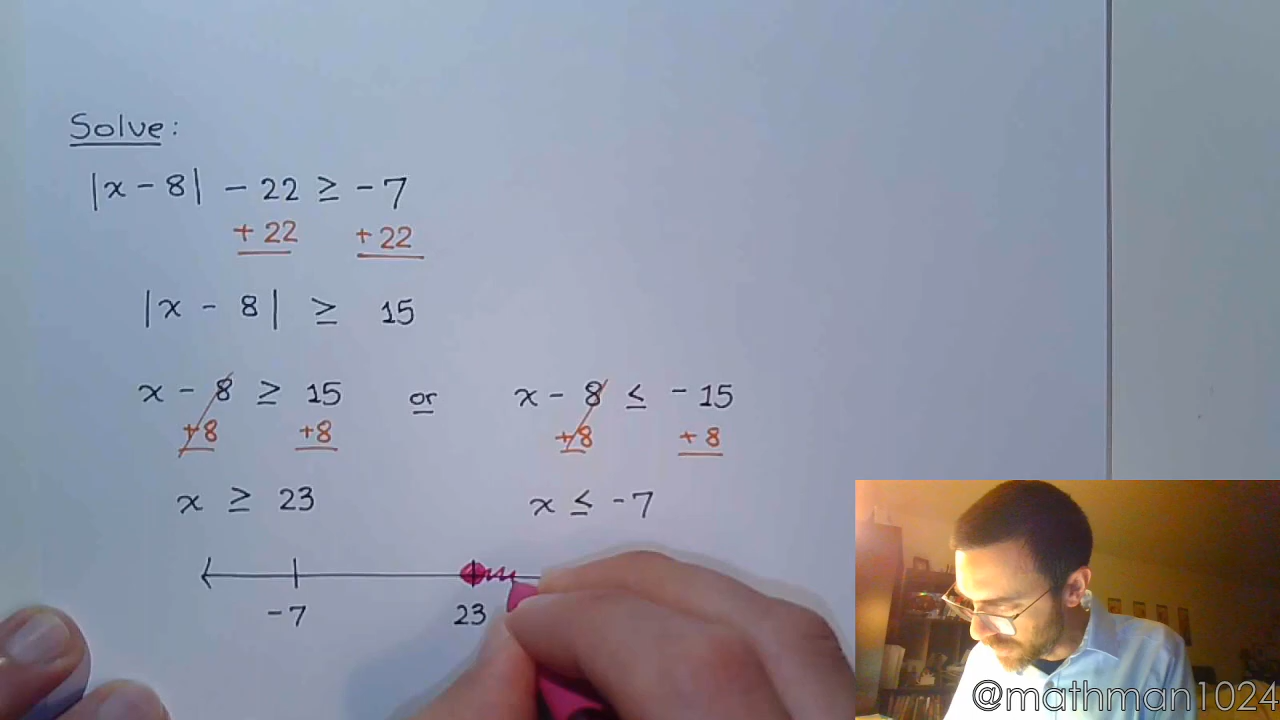 Solve:
|x - 8| - 22 ≥ -7
+ 22 + 22
|x - 8| ≥ 15
x - 8 ≥ 15 or x - 8 ≤ - 15
+8 +8 +8 + 8
x ≥ 23 x ≤ -7
-7 23
@mathman1024